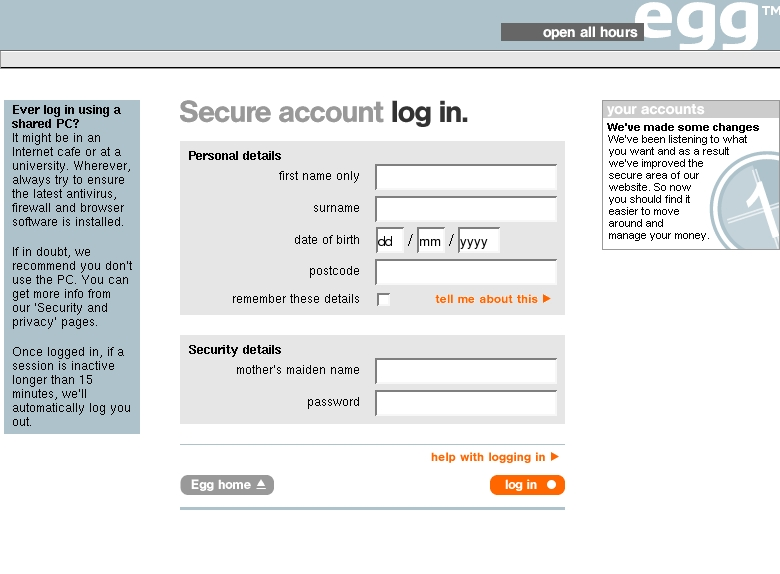 open all hours
egg™
Ever log in using a
shared PC?
It might be in an
Internet cafe or at a
university. Wherever,
always try to ensure
the latest antivirus,
firewall and browser
software is installed.
If in doubt, we
recommend you don't
use the PC. You can
get more info from
our 'Security and
privacy' pages.
Once logged in, if a
session is inactive
longer than 15
minutes, we'll
automatically log you
out.
Secure account log in.
Personal details
first name only
surname
date of birth dd / mm / yyyy
postcode
remember these details tell me about this
Security details
mother's maiden name
password
help with logging in
Egg home log in
your accounts
We've made some changes
We've been listening to what
you want and as a result
we've improved the
secure area of our
website. So now
you should find it
easier to move
around and
manage your money.
1